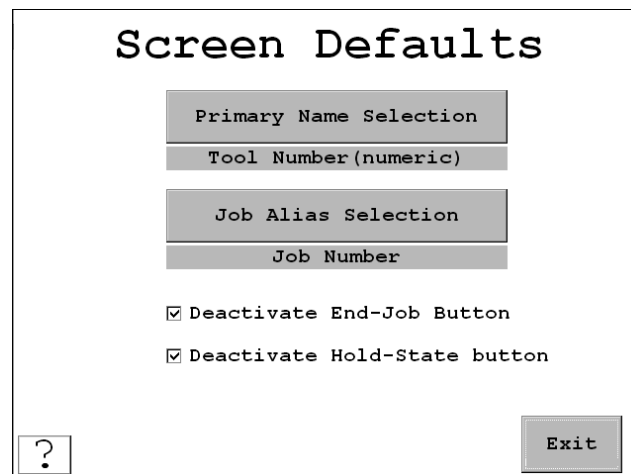 Screen Defaults
Primary Name Selection
Tool Number(numeric)
Job Alias Selection
Job Number
Deactivate End-Job Button
Deactivate Hold-State button
?
Exit